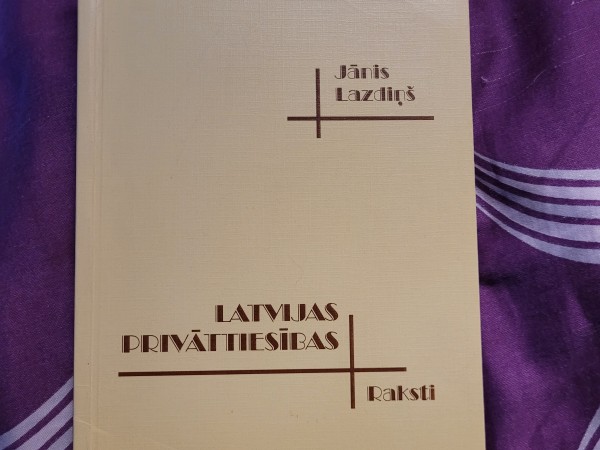 Jānis
Lazdiņš
LATVIJAS
PRIVĀTTIESĪBAS
Raksti